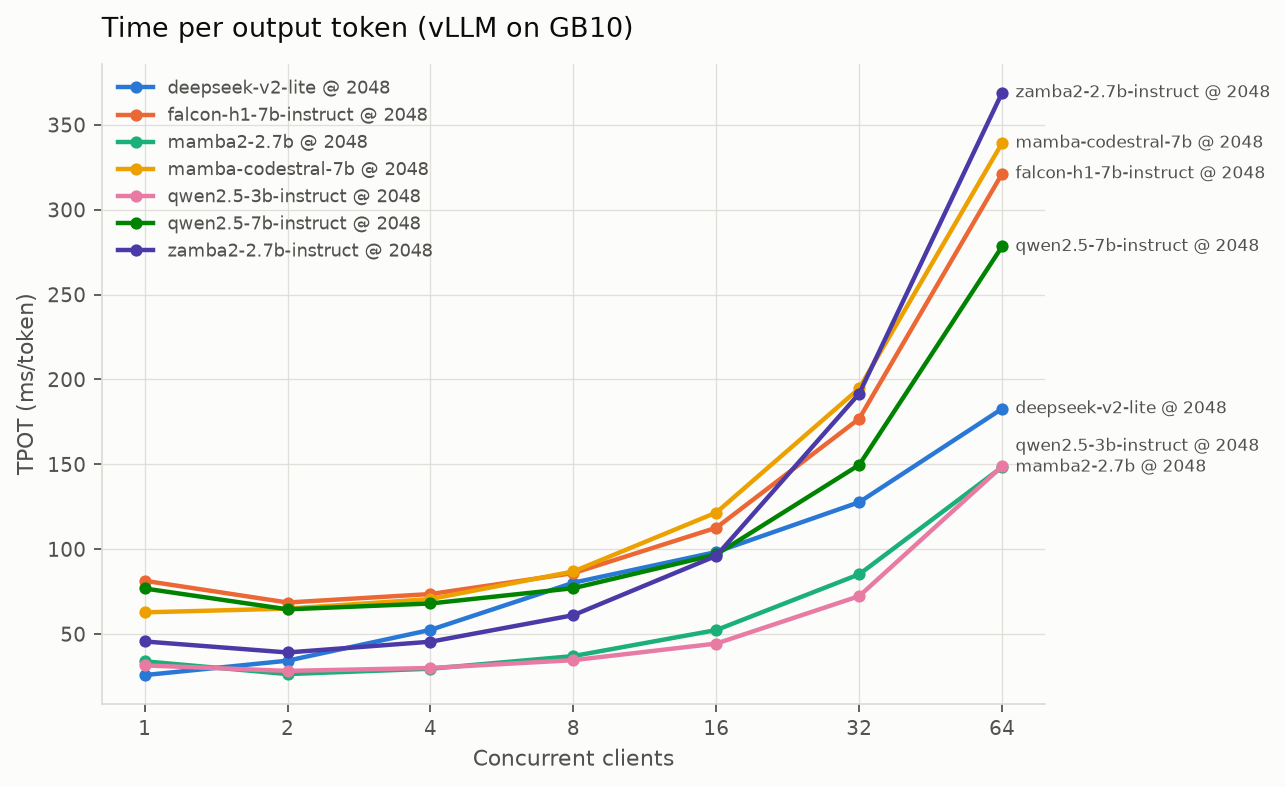 Time per output token (vLLM on GB10)
deepseek-v2-lite @ 2048
falcon-h1-7b-instruct @ 2048
mamba2-2.7b @ 2048
mamba-codestral-7b @ 2048
qwen2.5-3b-instruct @ 2048
qwen2.5-7b-instruct @ 2048
zamba2-2.7b-instruct @ 2048
zamba2-2.7b-instruct @ 2048
mamba-codestral-7b @ 2048
falcon-h1-7b-instruct @ 2048
qwen2.5-7b-instruct @ 2048
deepseek-v2-lite @ 2048
qwen2.5-3b-instruct @ 2048
mamba2-2.7b @ 2048
TPOT (ms/token)
350
300
250
200
150
100
50
1 2 4 8 16 32 64
Concurrent clients